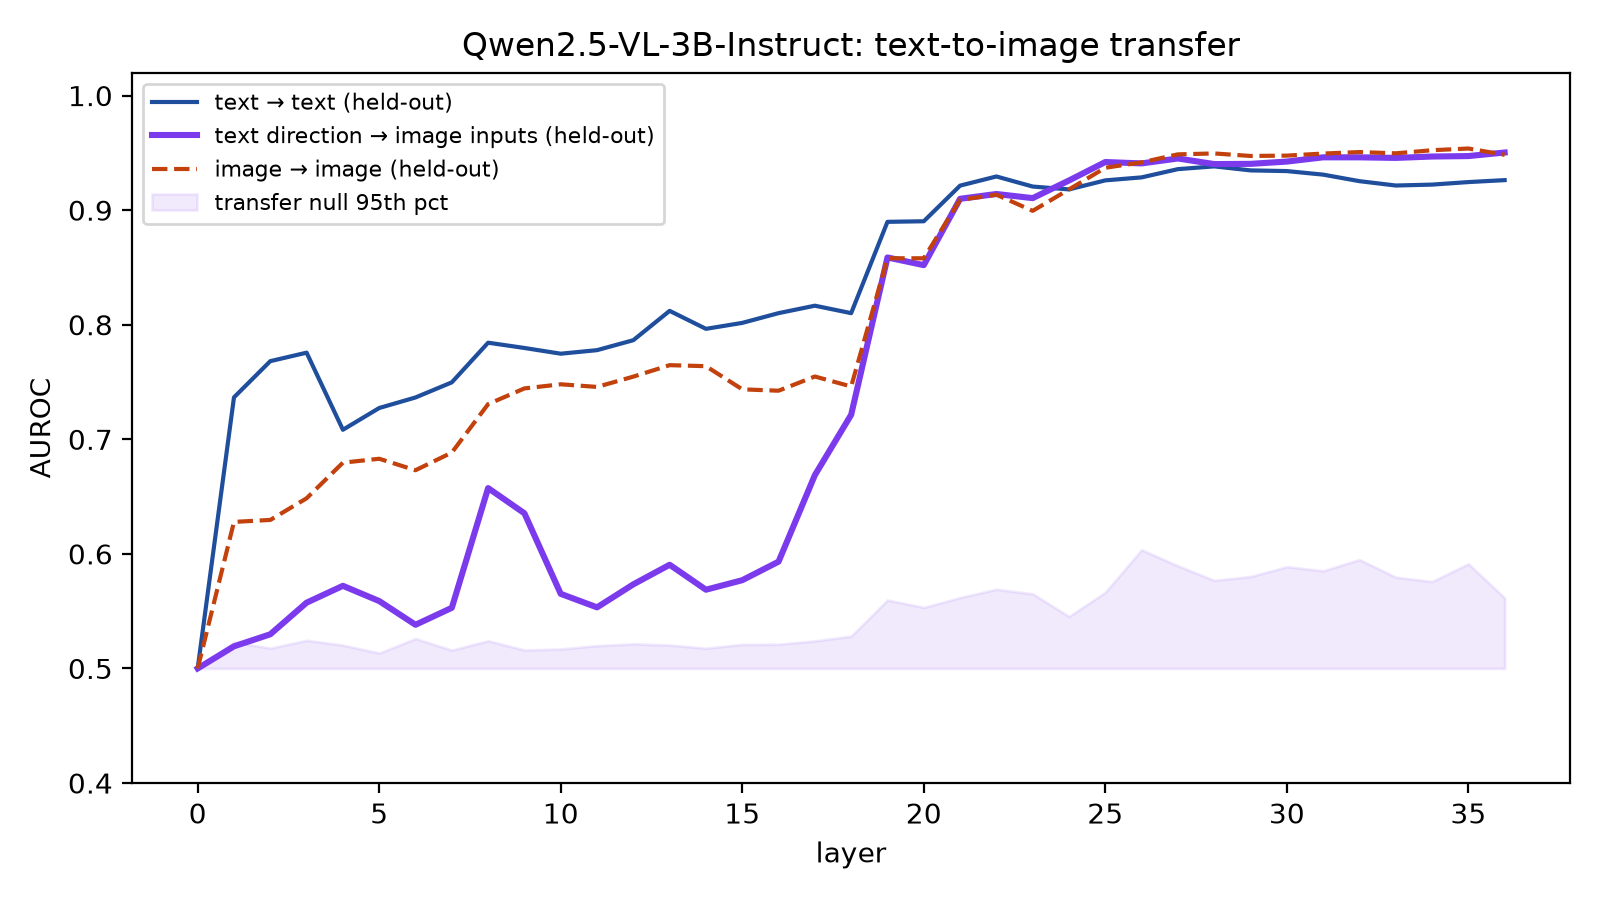 Qwen2.5-VL-3B-Instruct: text-to-image transfer
text → text (held-out)
text direction → image inputs (held-out)
image → image (held-out)
transfer null 95th pct
1.0
0.9
0.8
0.7
0.6
0.5
0.4
AUROC
0 5 10 15 20 25 30 35
layer